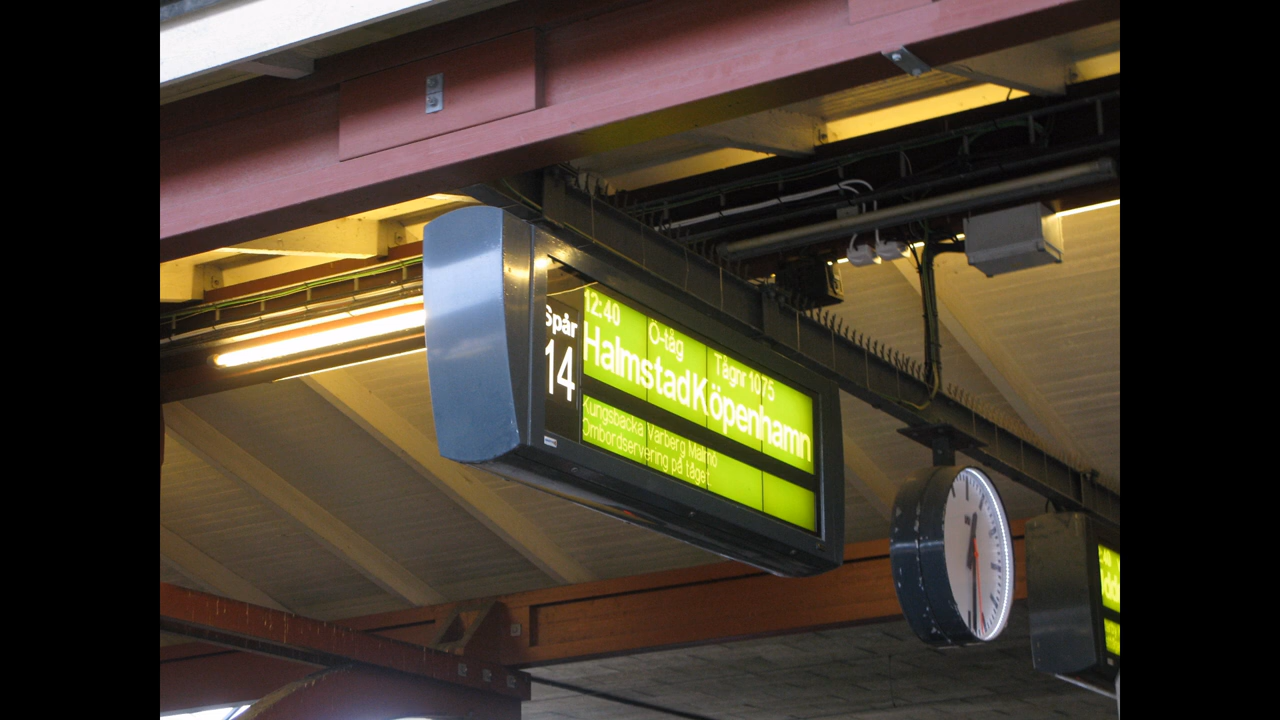 Spår
14
12:40 Ö-tåg Tågnr 1075
Halmstad Köpenhamn
Kungsbacka Varberg Malmö
Ombordservering på tåget.